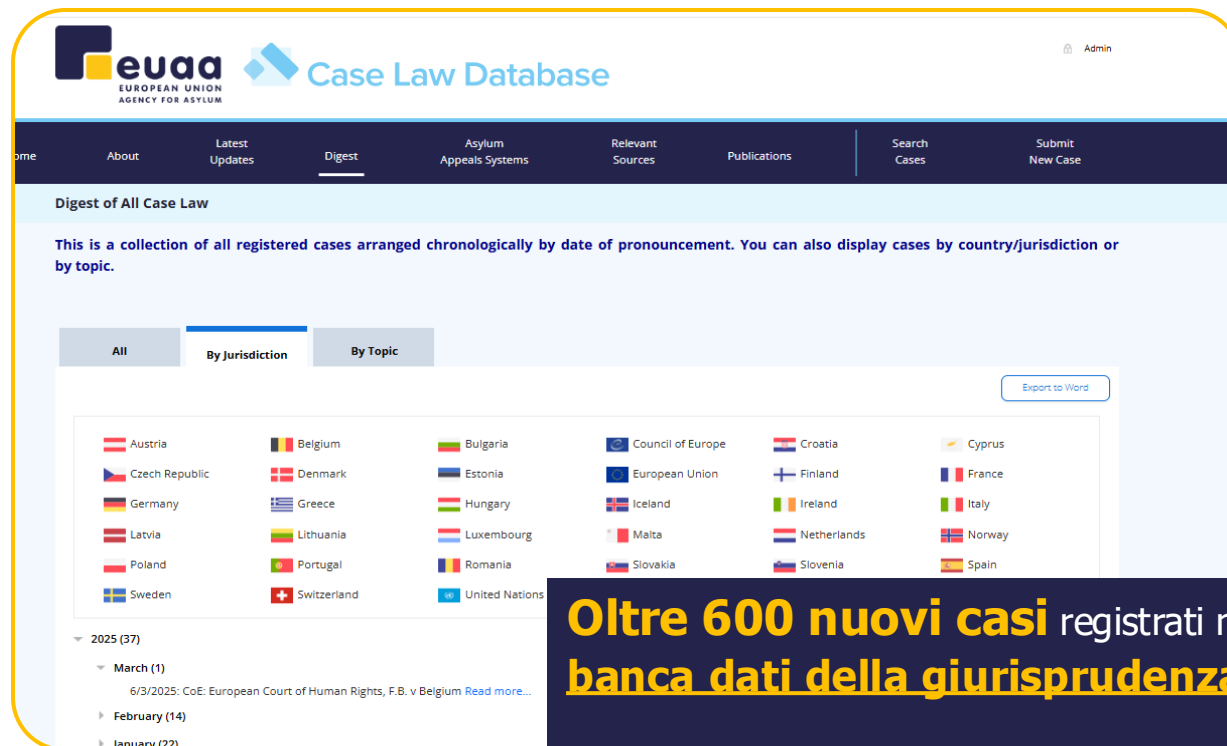 euaa
EUROPEAN UNION
AGENCY FOR ASYLUM
Case Law Database
Admin
ome
About
Latest
Updates
Digest
Asylum
Appeals Systems
Relevant
Sources
Publications
Search
Cases
Submit
New Case
Digest of All Case Law
This is a collection of all registered cases arranged chronologically by date of pronouncement. You can also display cases by country/jurisdiction or
by topic.
All By Jurisdiction By Topic
Export to Word
Austria Belgium Bulgaria Council of Europe Croatia Cyprus
Czech Republic Denmark Estonia European Union Finland France
Germany Greece Hungary Iceland Ireland Italy
Latvia Lithuania Luxembourg Malta Netherlands Norway
Poland Portugal Romania Slovakia Slovenia Spain
Sweden Switzerland United Nations
2025 (37)
March (1)
6/3/2025: CoE: European Court of Human Rights, F.B. v Belgium Read more...
February (14)
January (22)
Oltre 600 nuovi casi registrati
banca dati della giurisprudenza